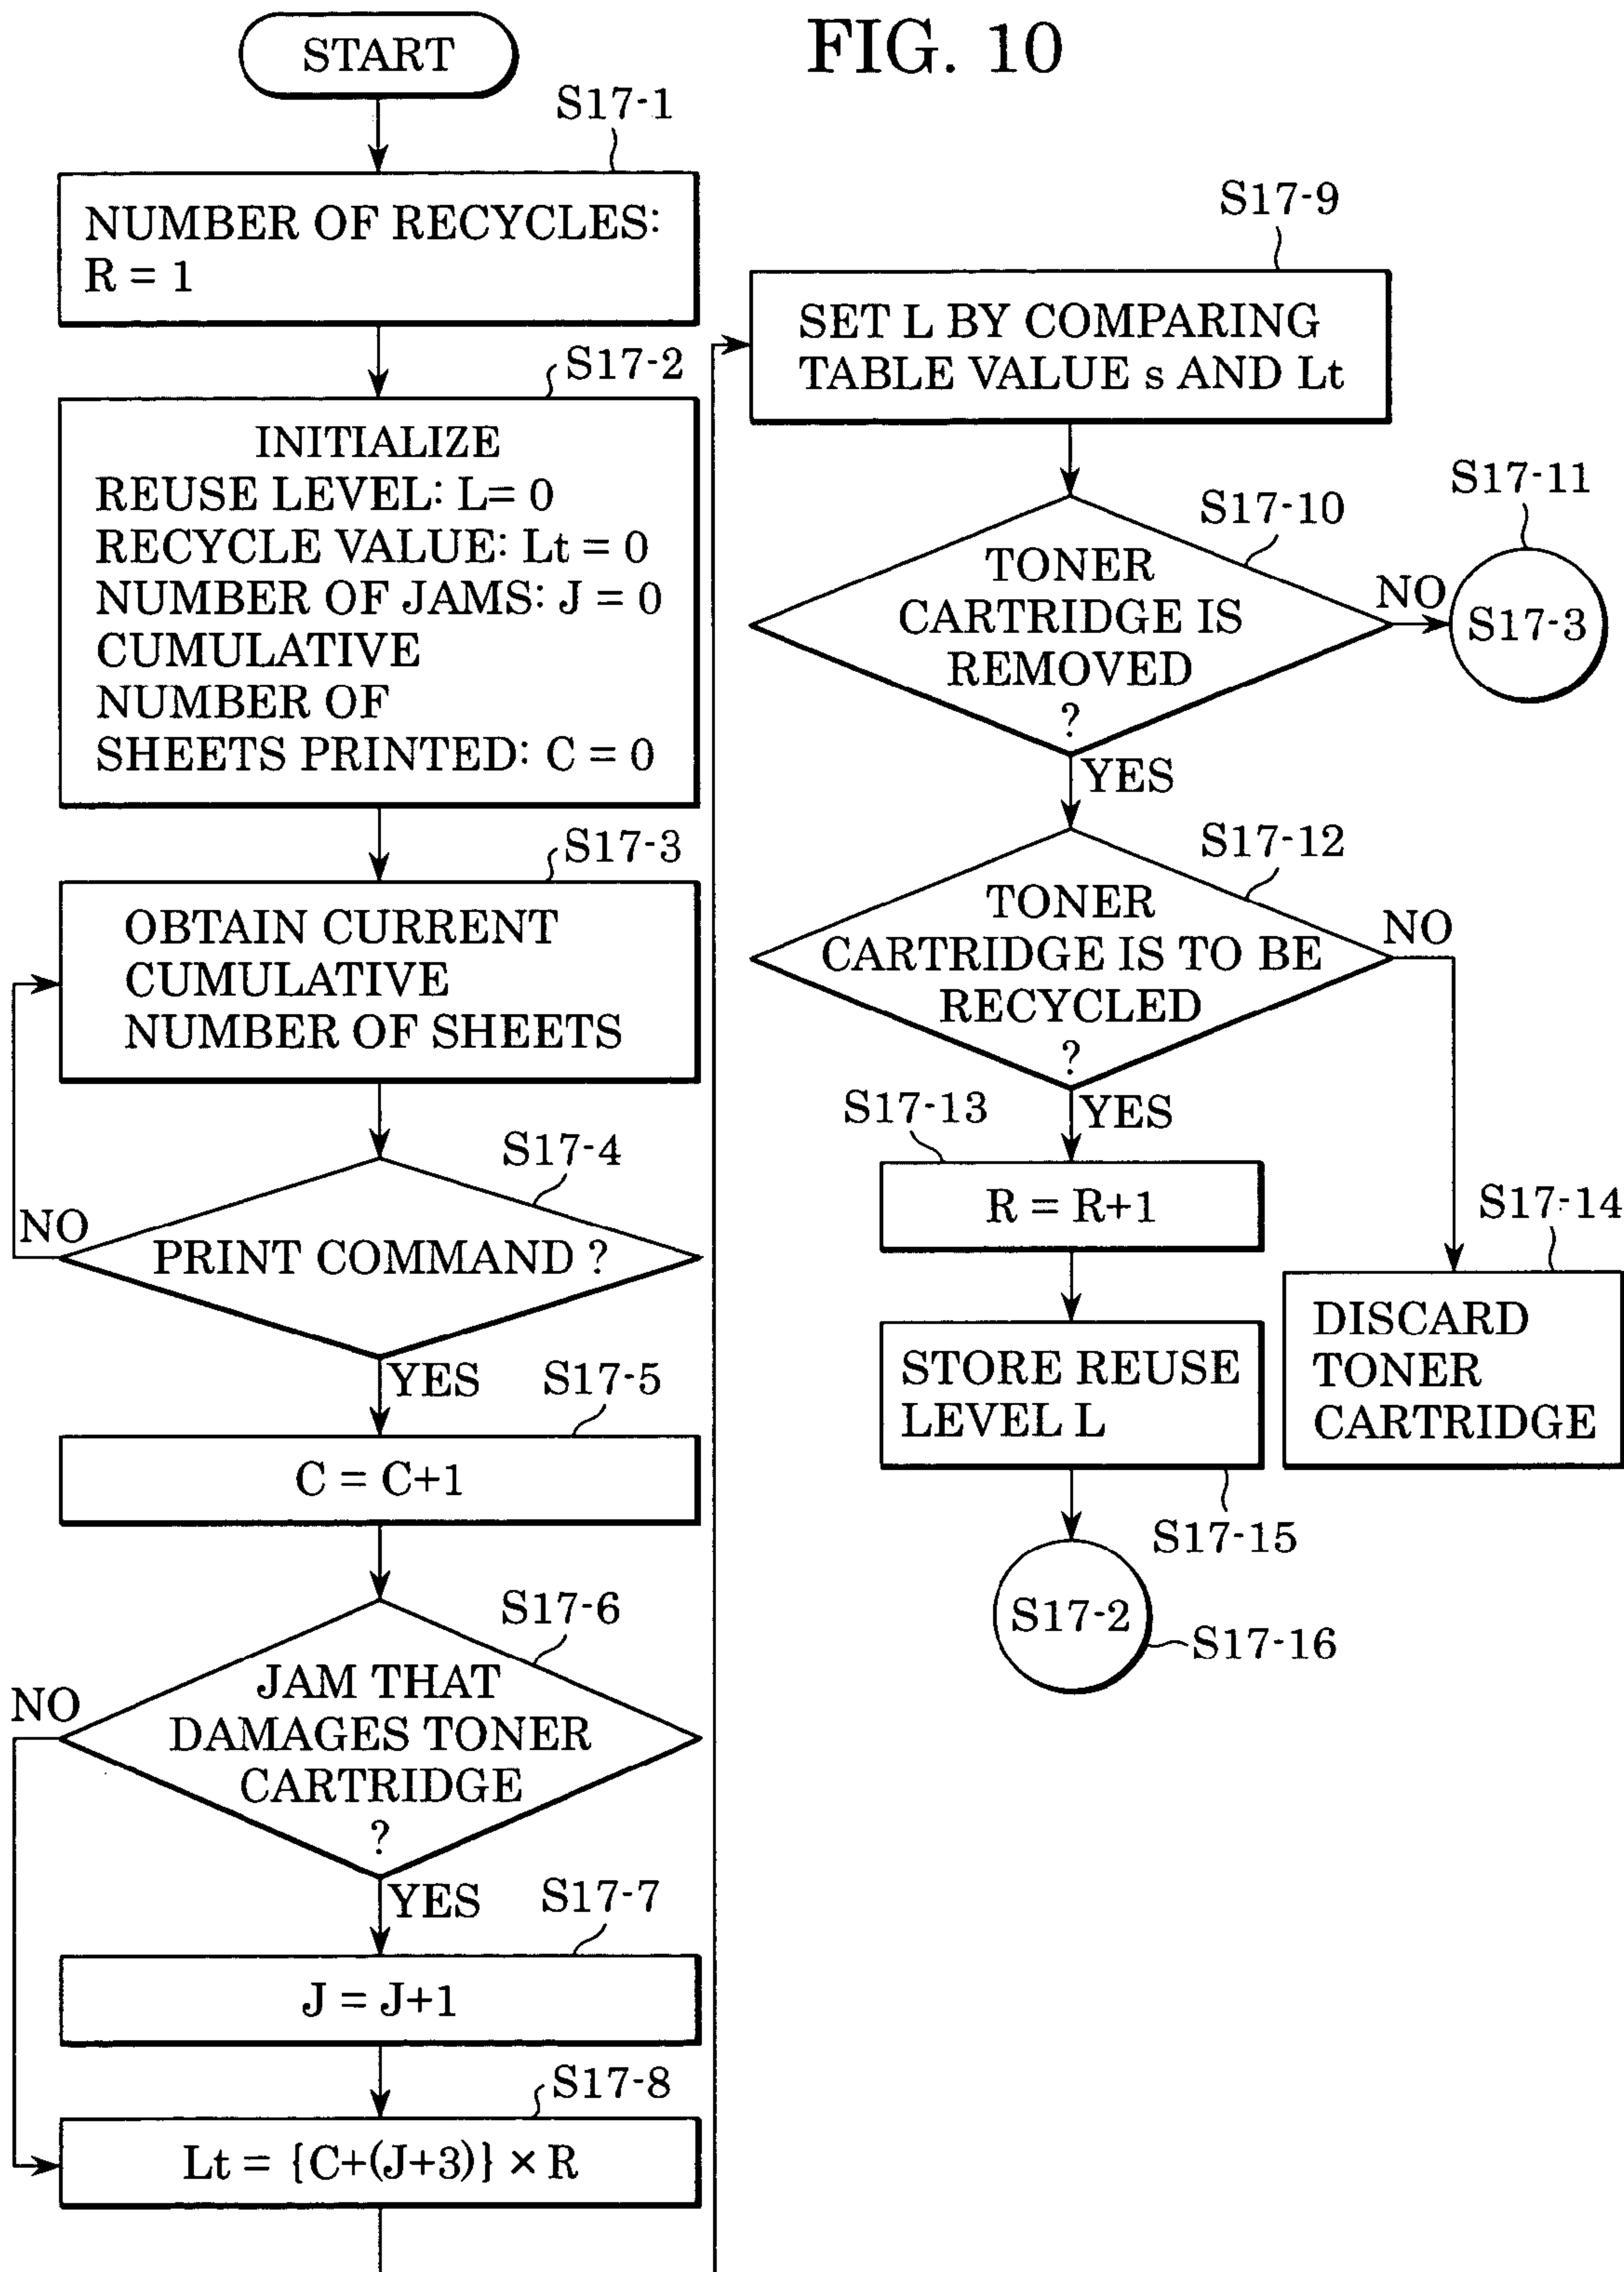 FIG. 10
START
S17-1
NUMBER OF RECYCLES:
R = 1
S17-2
INITIALIZE
REUSE LEVEL: L= 0
RECYCLE VALUE: Lt = 0
NUMBER OF JAMS: J = 0
CUMULATIVE
NUMBER OF
SHEETS PRINTED: C = 0
S17-3
OBTAIN CURRENT
CUMULATIVE
NUMBER OF SHEETS
S17-4
NO
PRINT COMMAND ?
YES
S17-5
C = C+1
S17-6
NO
JAM THAT
DAMAGES TONER
CARTRIDGE
?
YES
S17-7
J = J+1
S17-8
Lt = {C+(J+3)} × R
S17-9
SET L BY COMPARING
TABLE VALUE s AND Lt
S17-10
TONER
CARTRIDGE IS
REMOVED
?
NO
S17-11
S17-3
YES
S17-12
TONER
CARTRIDGE IS TO BE
RECYCLED
?
NO
YES
S17-13
R = R+1
S17-14
DISCARD
TONER
CARTRIDGE
STORE REUSE
LEVEL L
S17-15
S17-2
S17-16